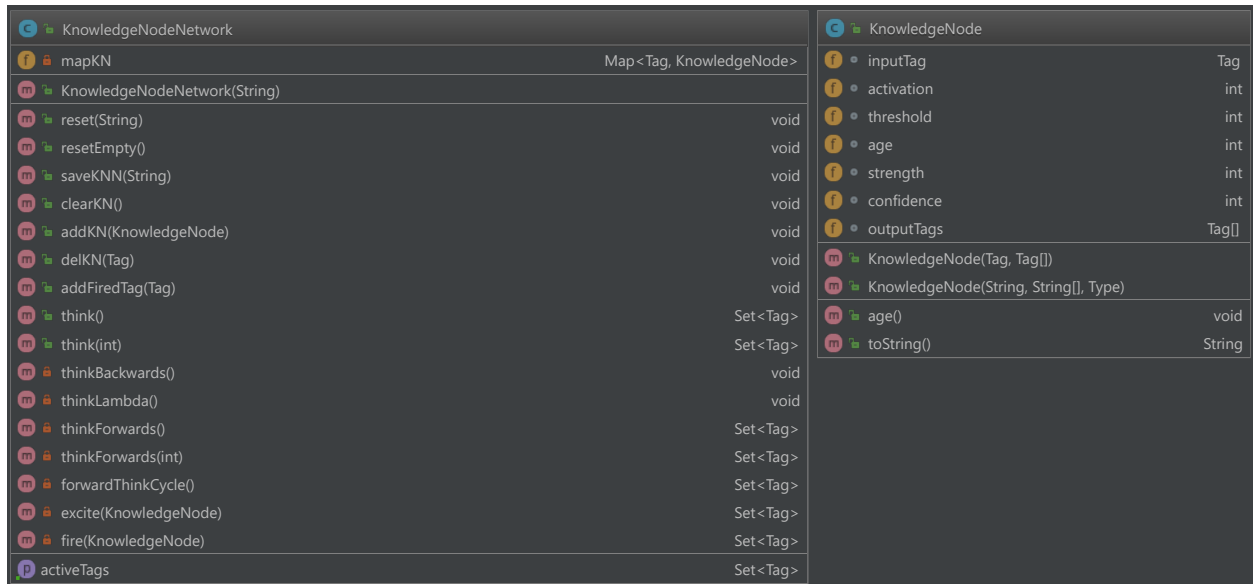 KnowledgeNodeNetwork
mapKN Map<Tag, KnowledgeNode>
KnowledgeNodeNetwork(String)
reset(String) void
resetEmpty() void
saveKNN(String) void
clearKN() void
addKN(KnowledgeNode) void
delKN(Tag) void
addFiredTag(Tag) void
think() Set<Tag>
think(int) Set<Tag>
thinkBackwards() void
thinkLambda() void
thinkForwards() Set<Tag>
thinkForwards(int) Set<Tag>
forwardThinkCycle() Set<Tag>
excite(KnowledgeNode) Set<Tag>
fire(KnowledgeNode) Set<Tag>
activeTags Set<Tag>
KnowledgeNode
inputTag Tag
activation int
threshold int
age int
strength int
confidence int
outputTags Tag[]
KnowledgeNode(Tag, Tag[])
KnowledgeNode(String, String[], Type)
age() void
toString() String